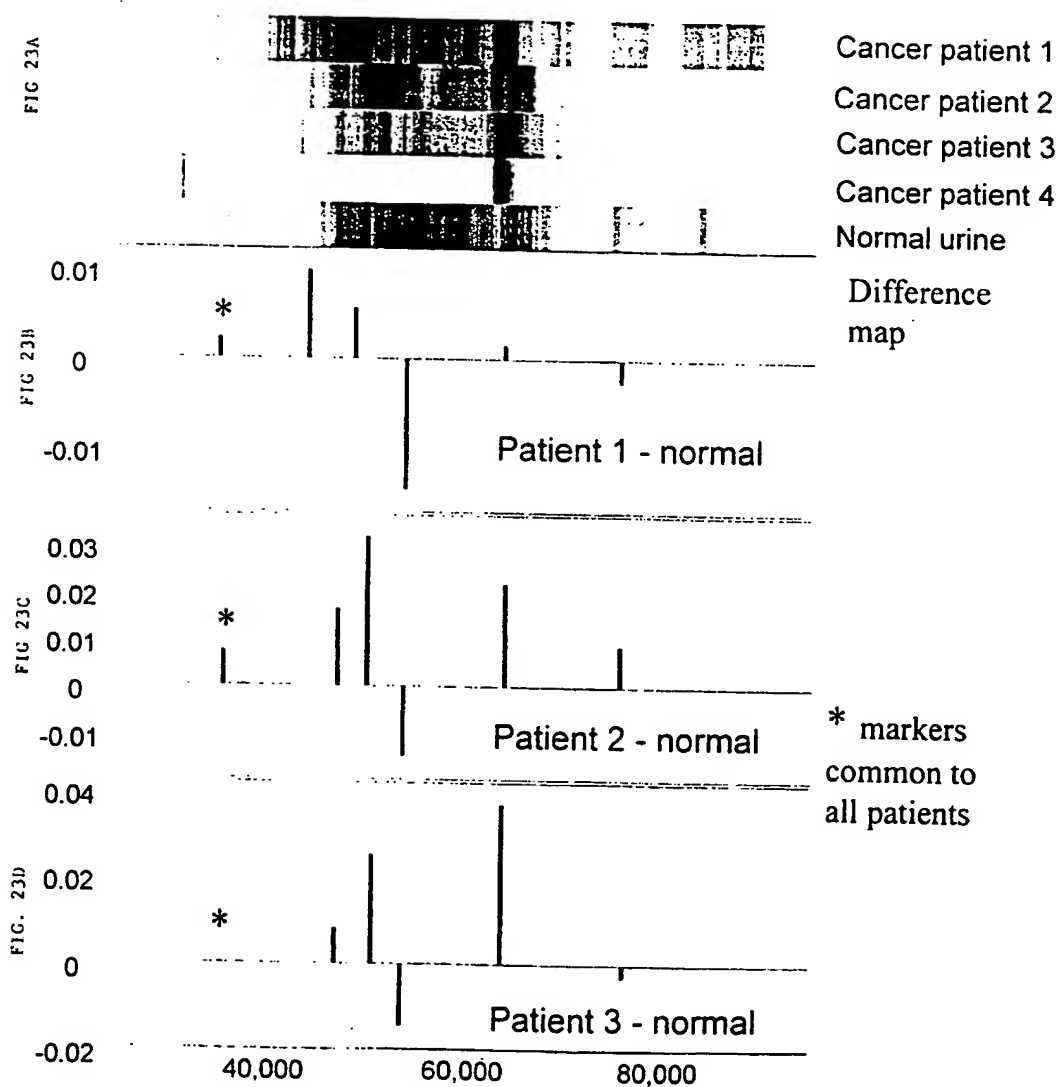 FIG 23A
Cancer patient 1
Cancer patient 2
Cancer patient 3
Cancer patient 4
Normal urine
FIG 23B
0.01
0
-0.01
*
Difference
map
Patient 1 - normal
FIG 23C
0.03
0.02
0.01
0
-0.01
*
Patient 2 - normal
* markers
common to
all patients
FIG. 23D
0.04
0.02
0
-0.02
*
Patient 3 - normal
40,000
60,000
80,000